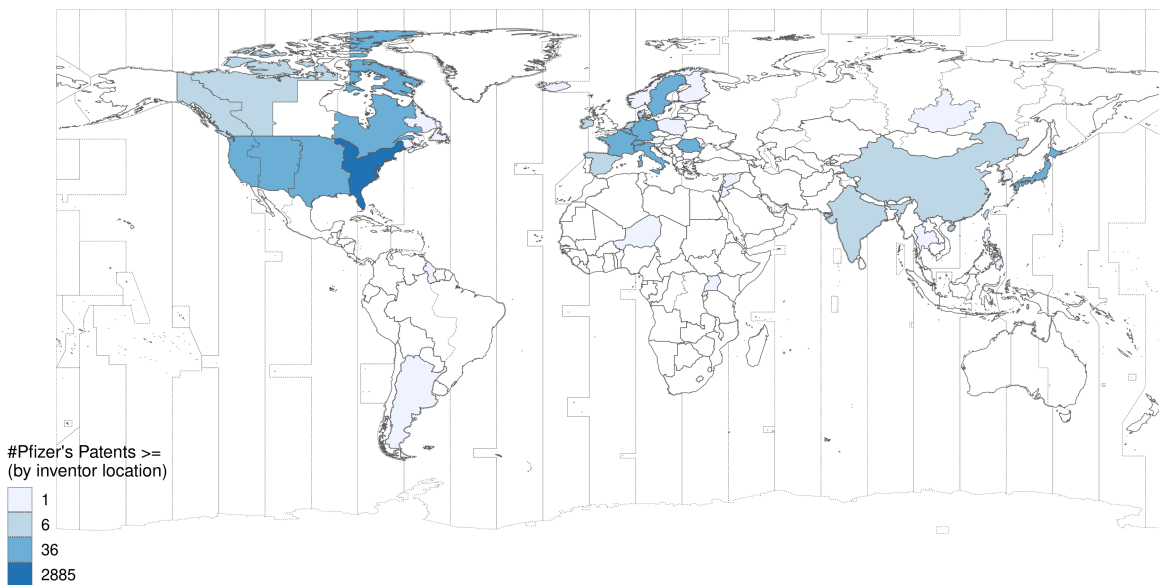 #Pfizer's Patents >=
(by inventor location)
1
6
36
2885